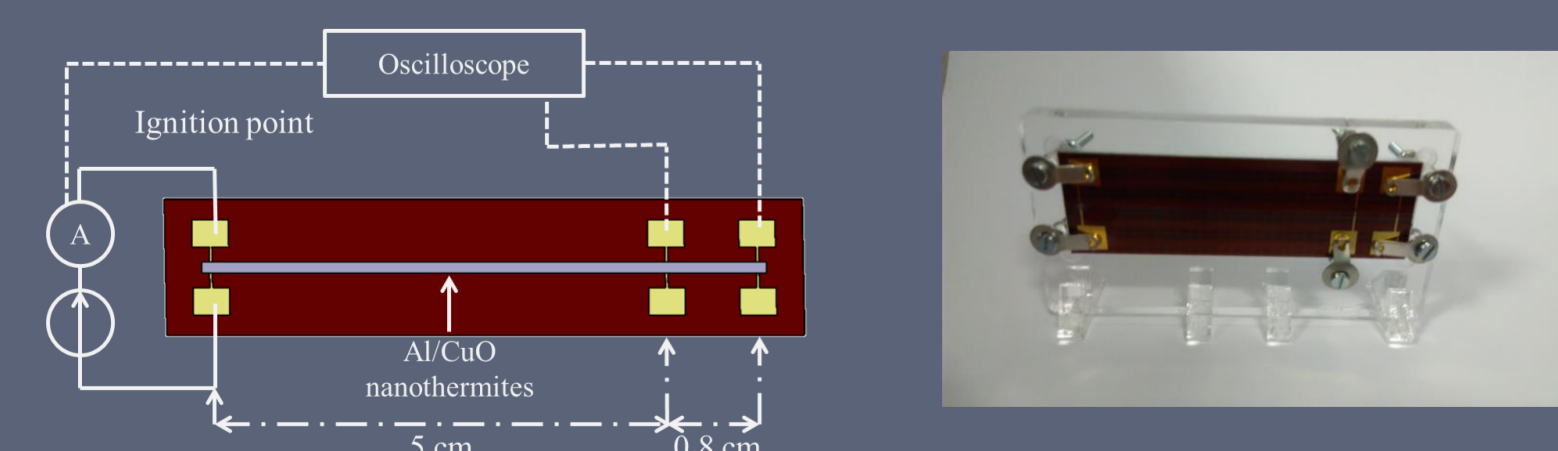 Oscilloscope
Ignition point
A
Al/CuO
nanothermites
5 cm
0.8 cm